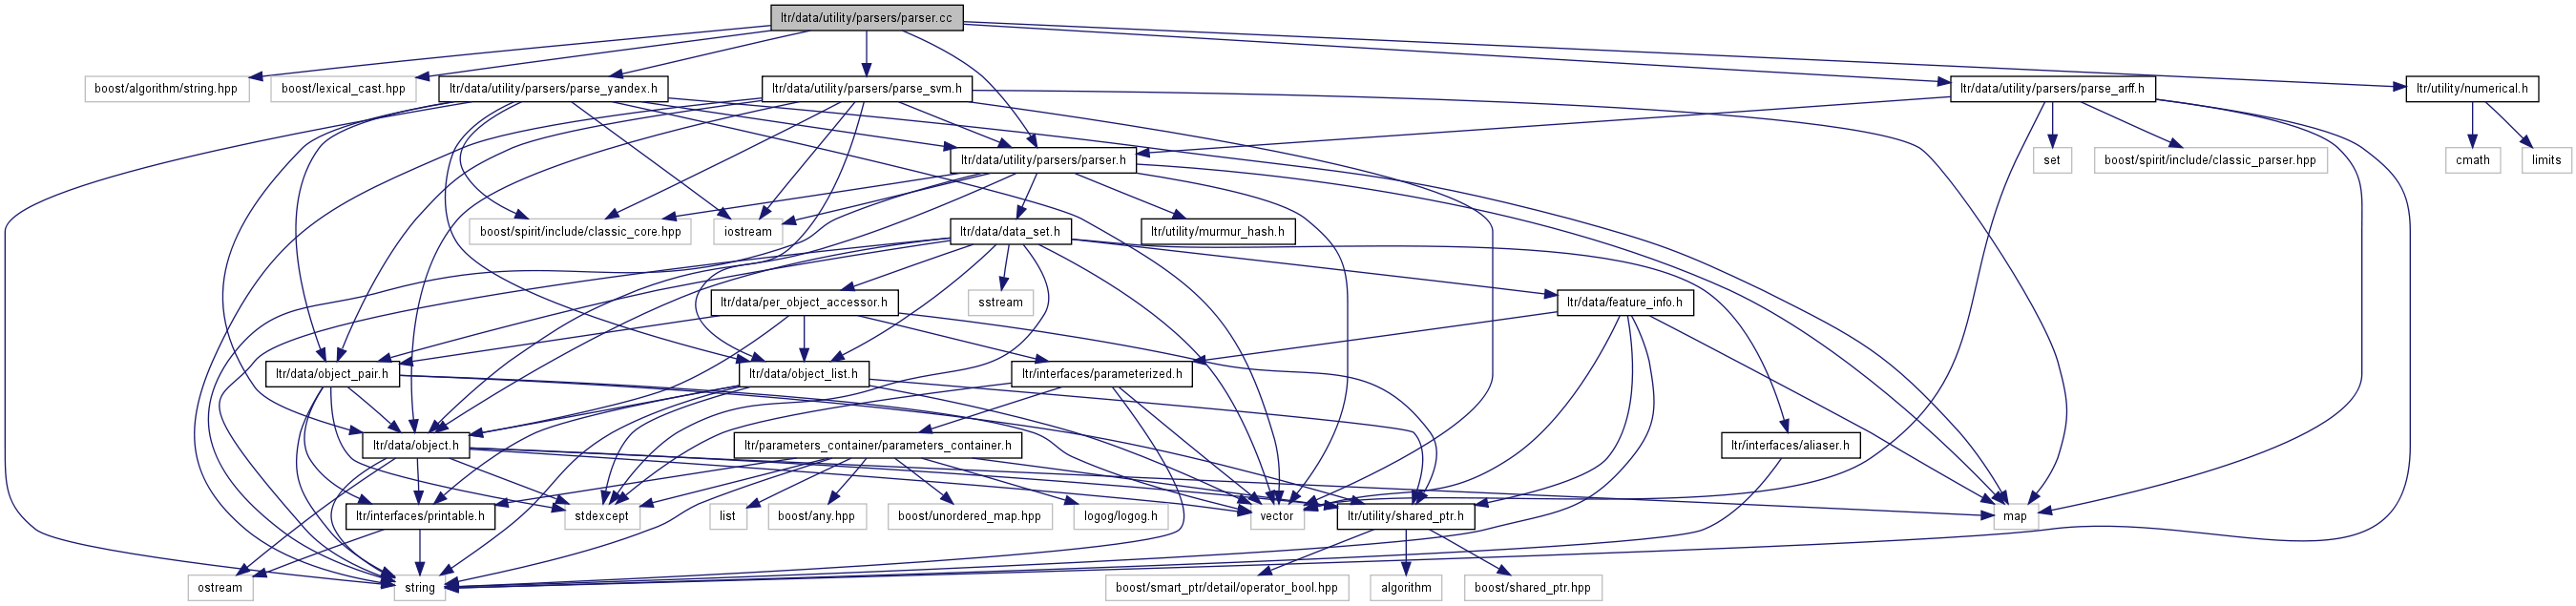 ltr/data/utility/parsers/parser.cc
boost/algorithm/string.hpp
boost/lexical_cast.hpp
ltr/data/utility/parsers/parse_yandex.h
ltr/data/utility/parsers/parse_svm.h
ltr/data/utility/parsers/parse_arff.h
ltr/utility/numerical.h
ltr/data/utility/parsers/parser.h
set
boost/spirit/include/classic_parser.hpp
cmath
limits
boost/spirit/include/classic_core.hpp
iostream
ltr/data/data_set.h
ltr/utility/murmur_hash.h
ltr/data/per_object_accessor.h
sstream
ltr/data/feature_info.h
ltr/data/object_pair.h
ltr/data/object_list.h
ltr/interfaces/parameterized.h
ltr/data/object.h
ltr/parameters_container/parameters_container.h
ltr/interfaces/aliaser.h
ltr/interfaces/printable.h
stdexcept
list
boost/any.hpp
boost/unordered_map.hpp
logog/logog.h
vector
ltr/utility/shared_ptr.h
map
ostream
string
boost/smart_ptr/detail/operator_bool.hpp
algorithm
boost/shared_ptr.hpp